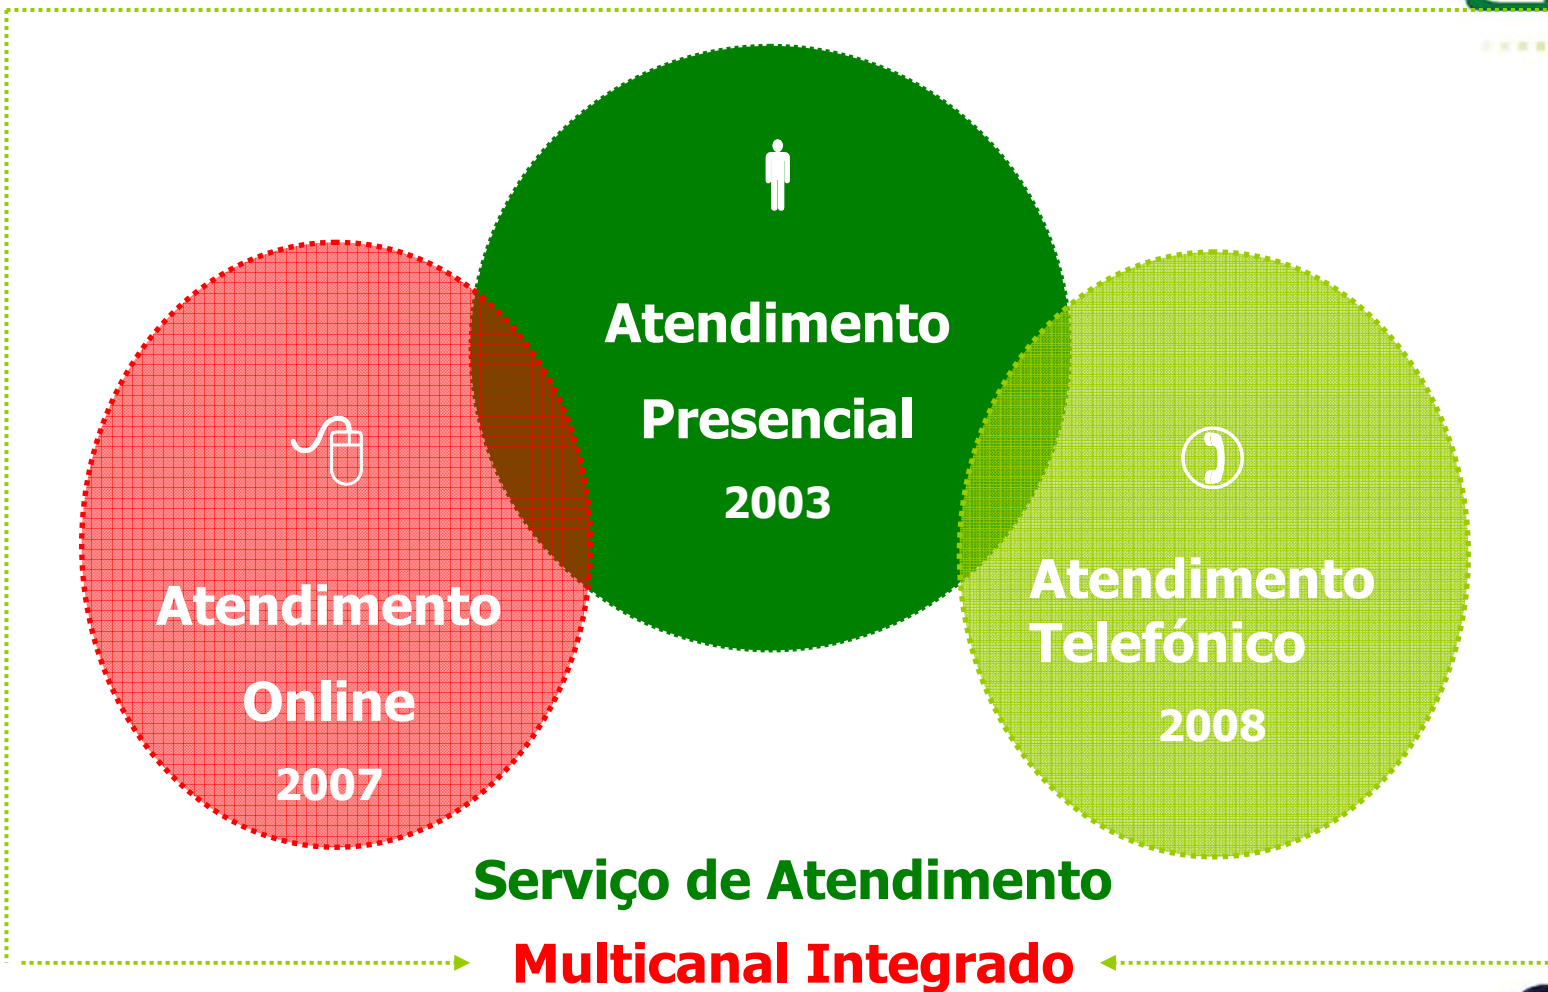 Atendimento
Presencial
2003
Atendimento
Online
2007
Atendimento
Telefónico
2008
Serviço de Atendimento
Multicanal Integrado